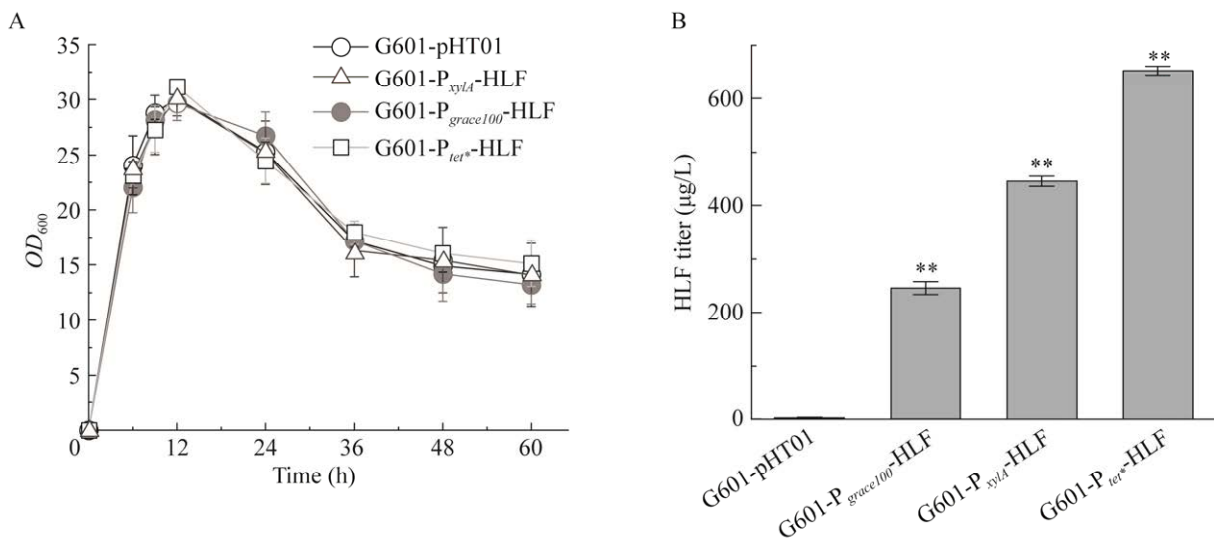 A
35
30
25
20
15
10
5
0
12
24
36
48
60
OD600
Time (h)
G601-pHT01
G601-PxylA-HLF
G601-Pgrace100-HLF
G601-Ptet*-HLF
B
600
400
200
0
HLF titer (μg/L)
**
**
**
G601-pHT01
G601-Pgrace100-HLF
G601-PxylA-HLF
G601-Ptet*-HLF